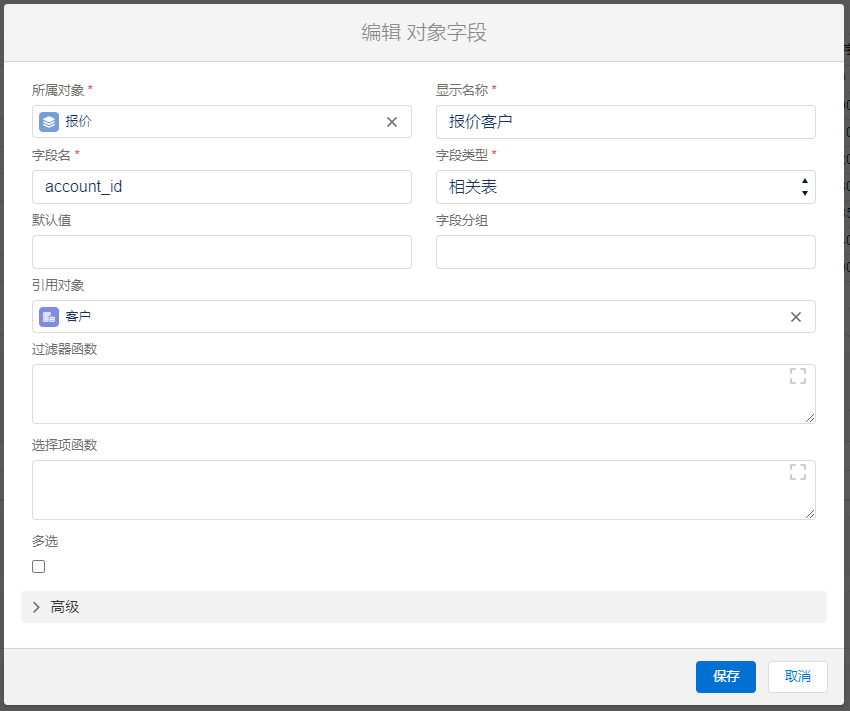 编辑 对象字段
所属对象 *
显示名称 *
报价
报价客户
字段名 *
字段类型 *
account_id
相关表
默认值
字段分组
引用对象
客户
过滤器函数
选择项函数
多选
高级
保存
取消